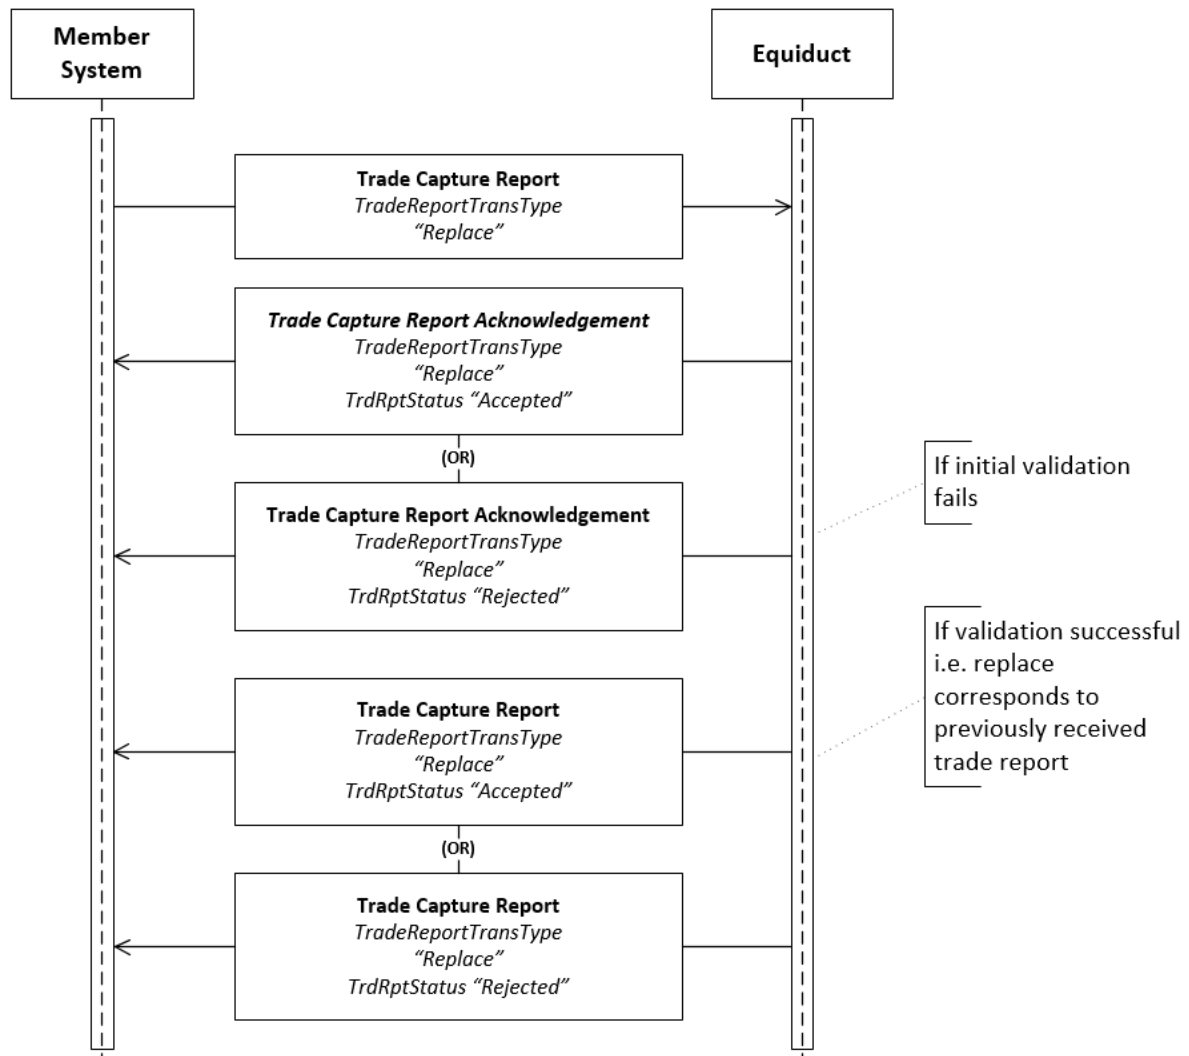 Member
System
Equiduct
Trade Capture Report
TradeReportTransType
“Replace”
Trade Capture Report Acknowledgement
TradeReportTransType
“Replace”
TrdRptStatus “Accepted”
(OR)
If initial validation
fails
Trade Capture Report Acknowledgement
TradeReportTransType
“Replace”
TrdRptStatus “Rejected”
If validation successful
i.e. replace
corresponds to
previously received
trade report
Trade Capture Report
TradeReportTransType
“Replace”
TrdRptStatus “Accepted”
(OR)
Trade Capture Report
TradeReportTransType
“Replace”
TrdRptStatus “Rejected”